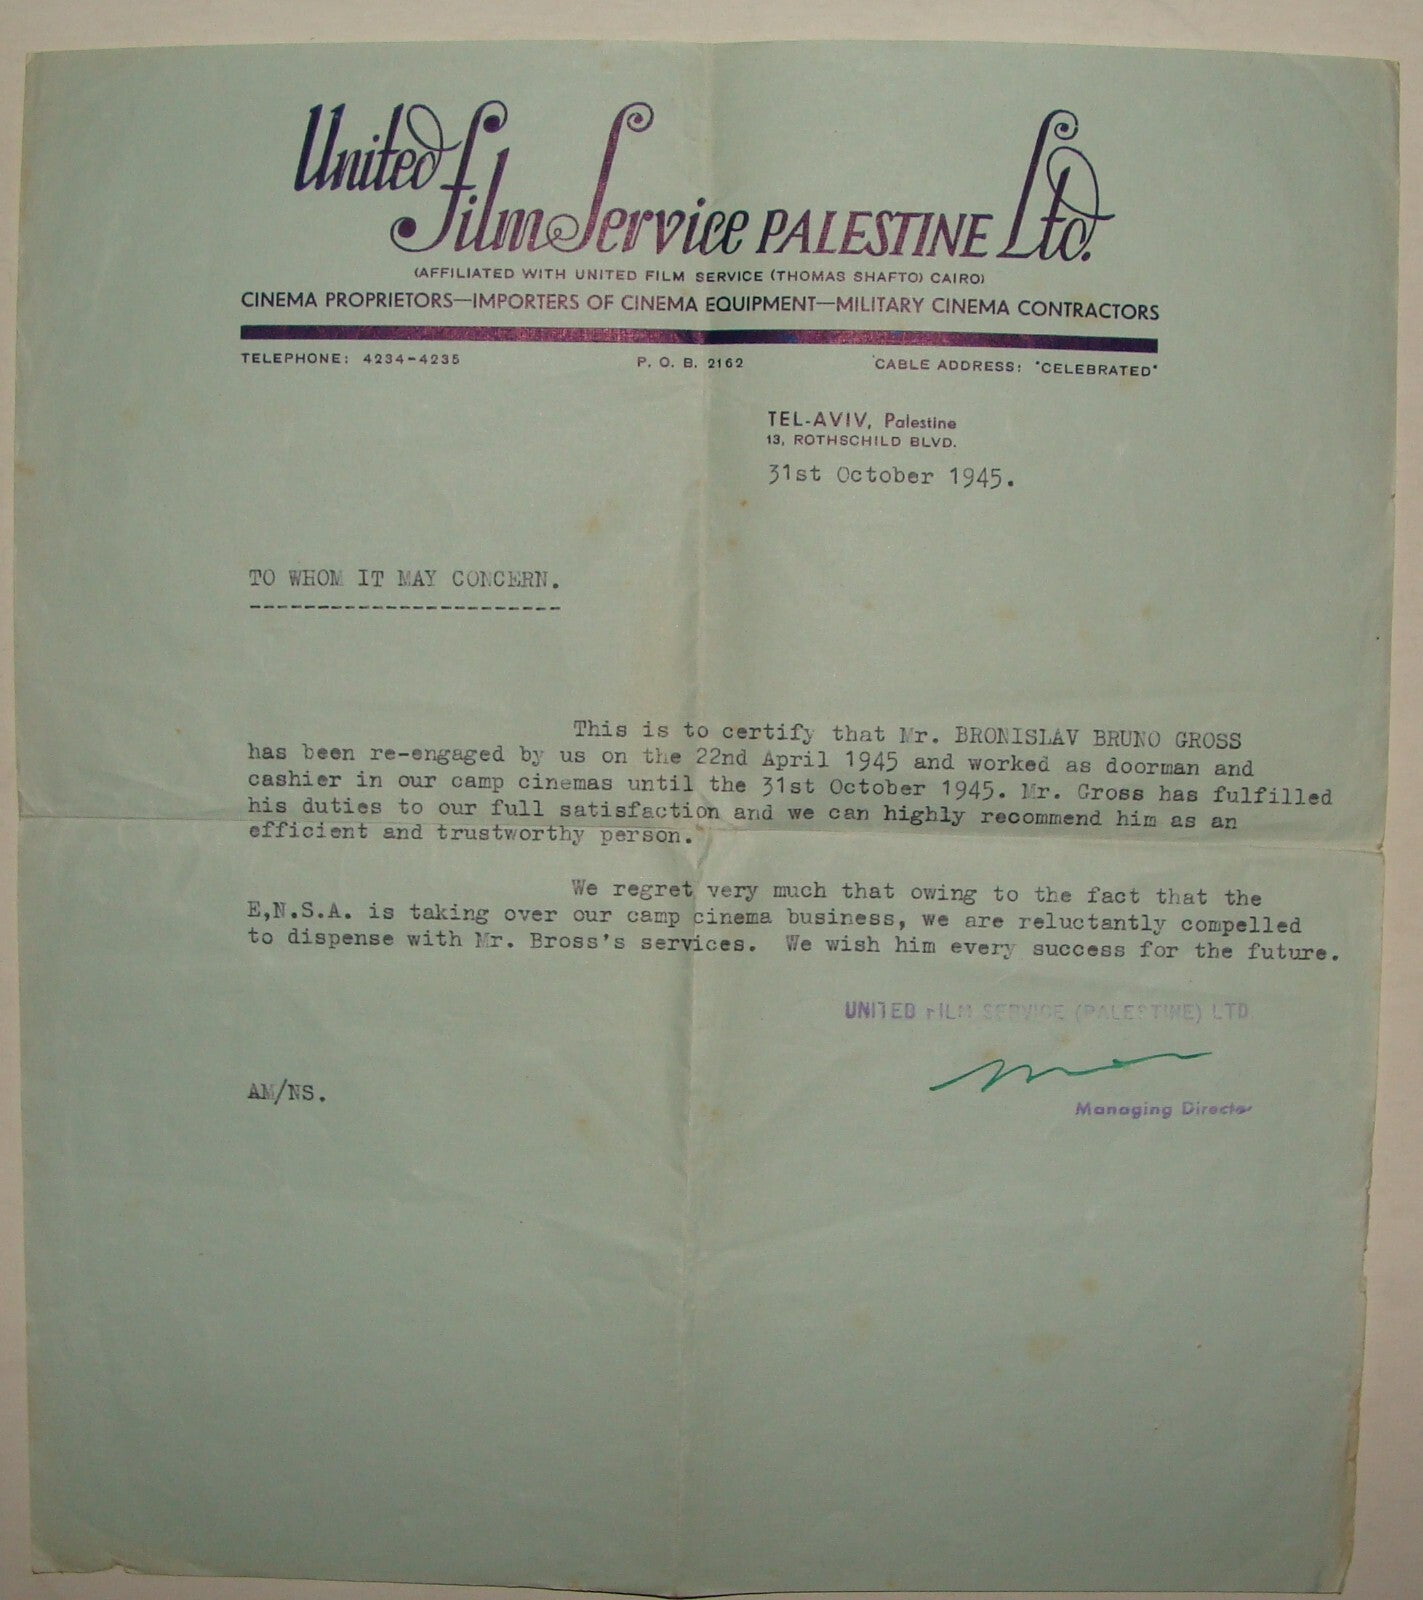 United Film Service PALESTINE Ltd.
(AFFILIATED WITH UNITED FILM SERVICE (THOMAS SHAFTO) CAIRO)
CINEMA PROPRIETORS—IMPORTERS OF CINEMA EQUIPMENT—MILITARY CINEMA CONTRACTORS
TELEPHONE: 4234-4235 P. O. B. 2162 CABLE ADDRESS: "CELEBRATED"
TEL-AVIV, Palestine
13, ROTHSCHILD BLVD.
31st October 1945.
TO WHOM IT MAY CONCERN.
This is to certify that Mr. BRONISLAV BRUNO GROSS
has been re-engaged by us on the 22nd April 1945 and worked as doorman and
cashier in our camp cinemas until the 31st October 1945. Mr. Gross has fulfilled
his duties to our full satisfaction and we can highly recommend him as an
efficient and trustworthy person.
We regret very much that owing to the fact that the
E,N.S.A. is taking over our camp cinema business, we are reluctantly compelled
to dispense with Mr. Bross's services. We wish him every success for the future.
UNITED FILM SERVICE (PALESTINE) LTD
AM/NS.
Managing Director